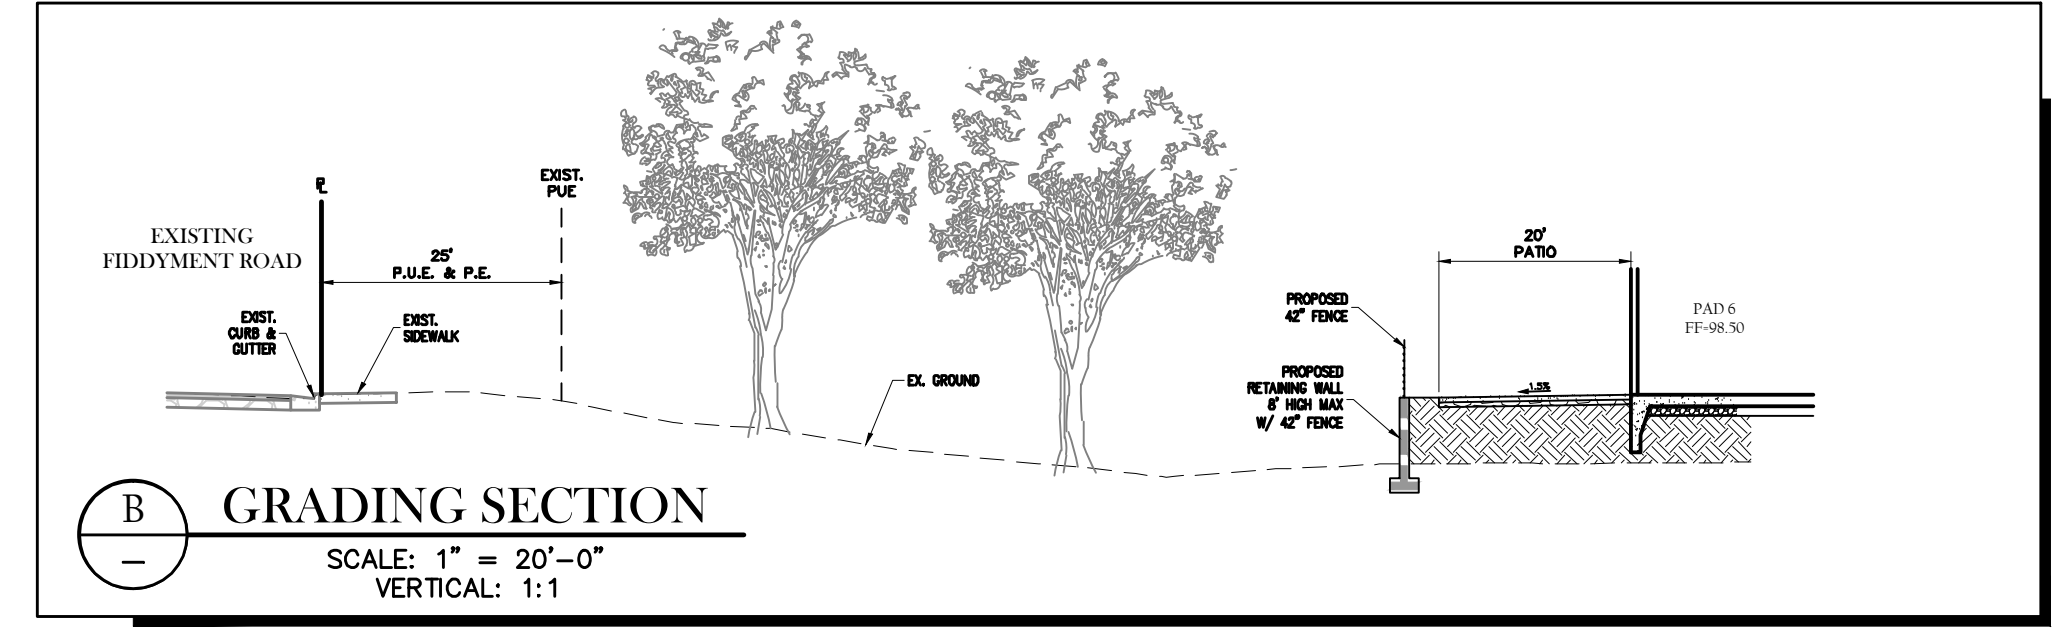 EXISTING
FIDDYMENT ROAD
PL
25'
P.U.E. & P.E.
EXIST.
PUE
EXIST.
CURB &
GUTTER
EXIST.
SIDEWALK
EX. GROUND
PROPOSED
42" FENCE
PROPOSED
RETAINING WALL
8' HIGH MAX
W/ 42" FENCE
20'
PATIO
1.5%
PAD 6
FF=98.50
B
–
GRADING SECTION
SCALE: 1" = 20'-0"
VERTICAL: 1:1